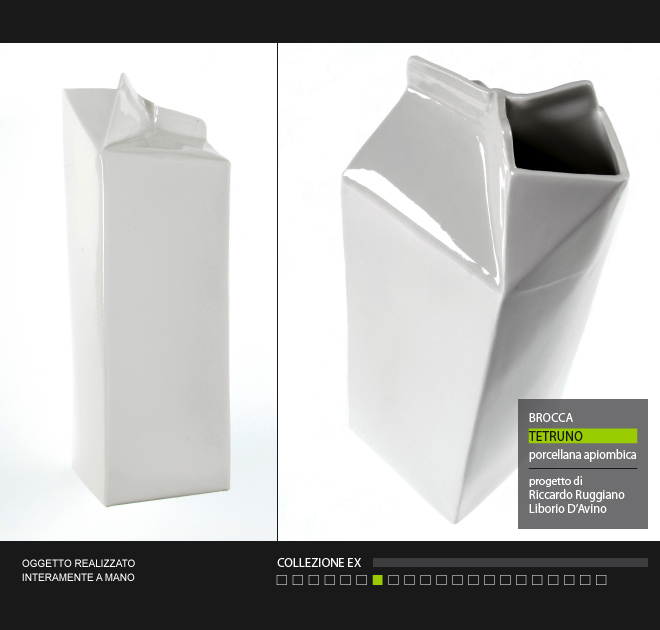 BROCCA
TETRUNO
porcellana apiombica
progetto di
Riccardo Ruggiano
Liborio D'Avino
OGGETTO REALIZZATO
INTERAMENTE A MANO
COLLEZIONE EX